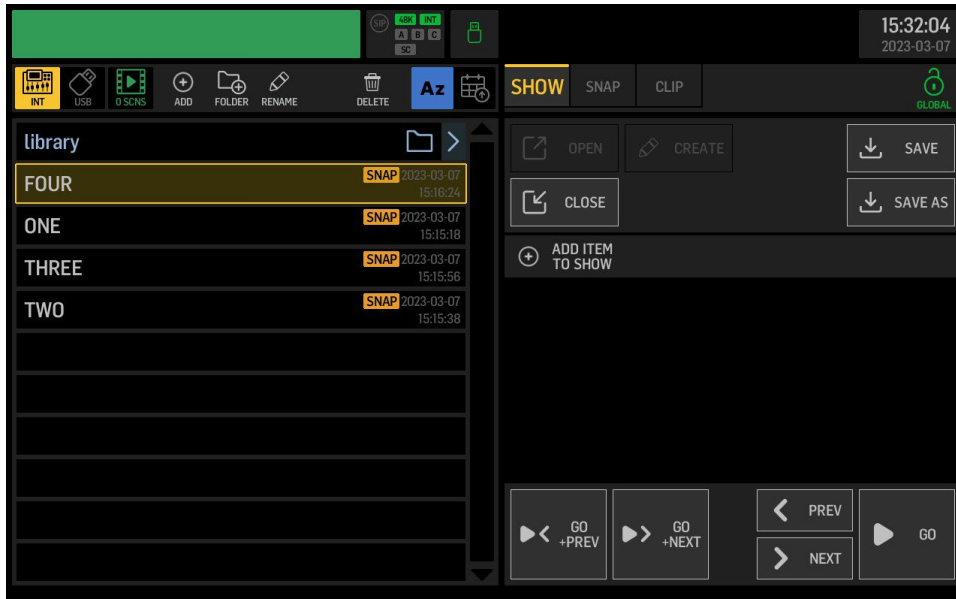 SIP 48K INT
A B C
SC
15:32:04
2023-03-07
INT USB 0 SCNS ADD FOLDER RENAME DELETE Az
SHOW SNAP CLIP GLOBAL
library
FOUR SNAP 2023-03-07
15:16:24
ONE SNAP 2023-03-07
15:15:18
THREE SNAP 2023-03-07
15:15:56
TWO SNAP 2023-03-07
15:15:38
OPEN CREATE SAVE
CLOSE SAVE AS
ADD ITEM
TO SHOW
GO
+PREV
GO
+NEXT
PREV
NEXT
GO